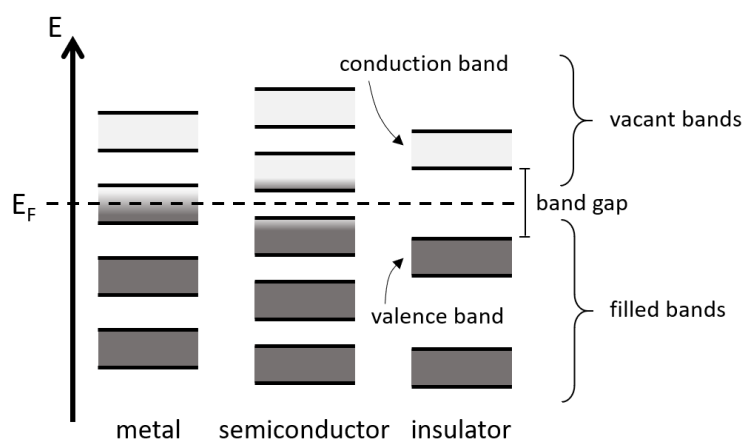 E
conduction band
vacant bands
E_F
band gap
valence band
filled bands
metal semiconductor insulator